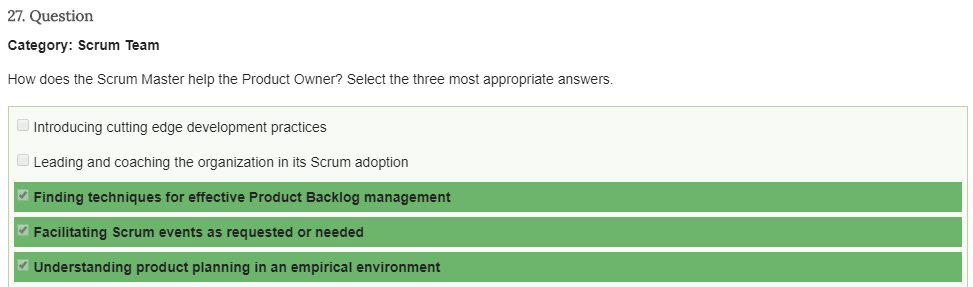 27. Question
Category: Scrum Team
How does the Scrum Master help the Product Owner? Select the three most appropriate answers.
Introducing cutting edge development practices
Leading and coaching the organization in its Scrum adoption
Finding techniques for effective Product Backlog management
Facilitating Scrum events as requested or needed
Understanding product planning in an empirical environment